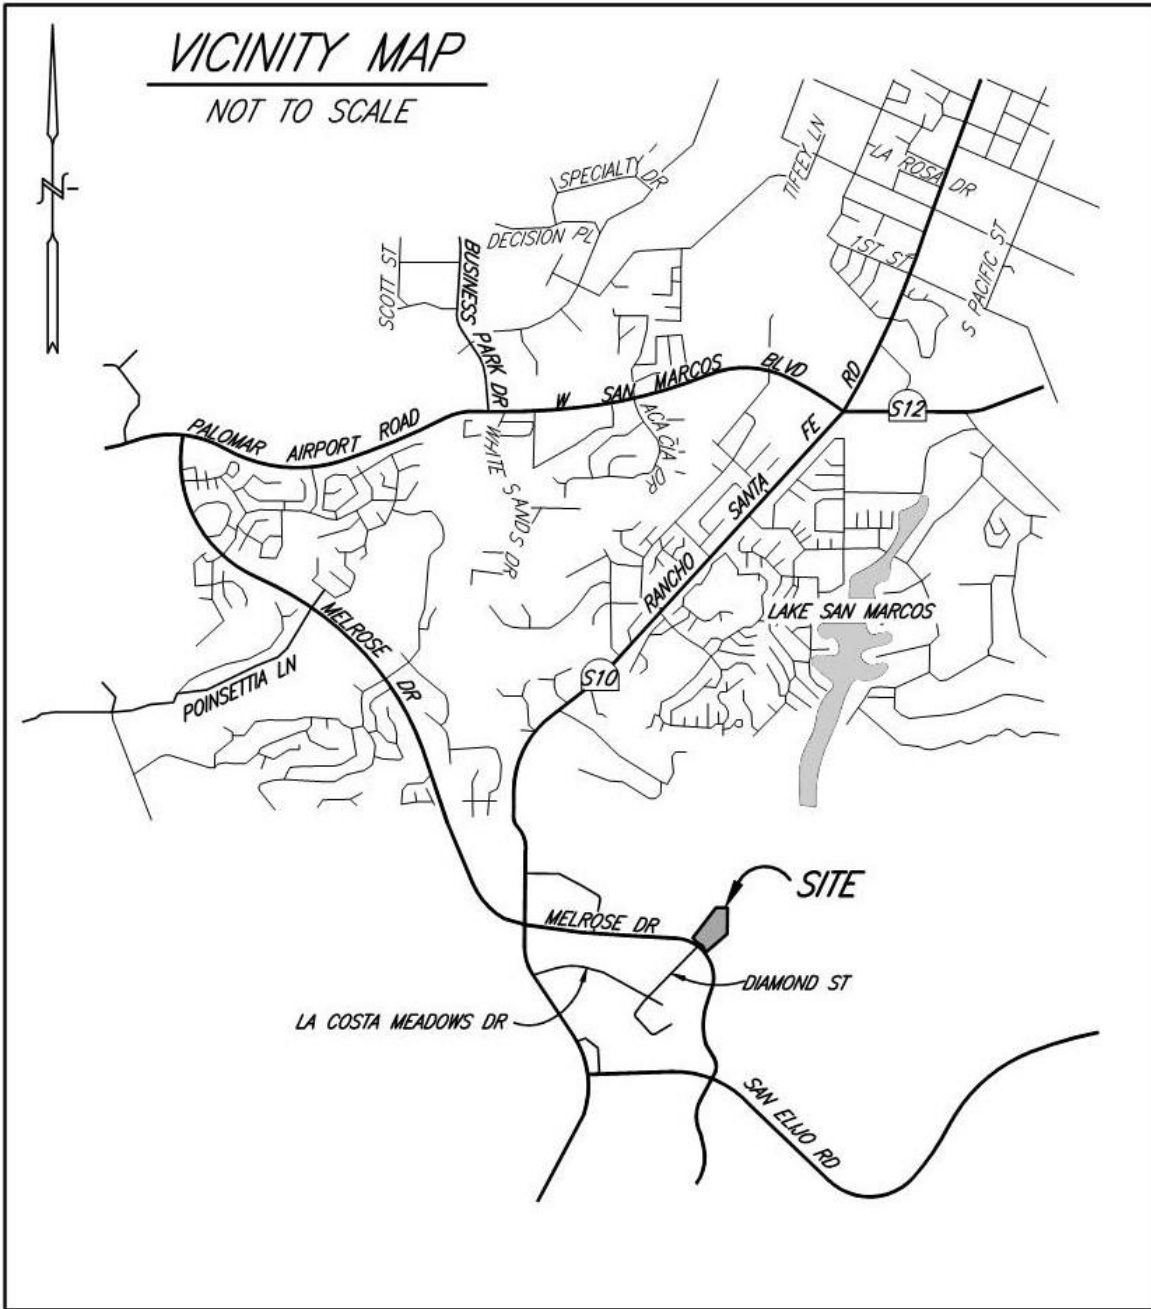 VICINITY MAP
NOT TO SCALE
N
SPECIALTY DR
TIFFEY LN
LA ROSA DR
DECISION PL
1ST ST
S PACIFIC ST
SCOTT ST
BUSINESS PARK DR
W SAN MARCOS BLVD
RANCHO SANTA FE RD
S12
PALOMAR AIRPORT ROAD
WHITE SANDS DR
ACACIA DR
LAKE SAN MARCOS
MELROSE DR
S10
POINSETTIA LN
SITE
MELROSE DR
DIAMOND ST
LA COSTA MEADOWS DR
SAN ELIJO RD